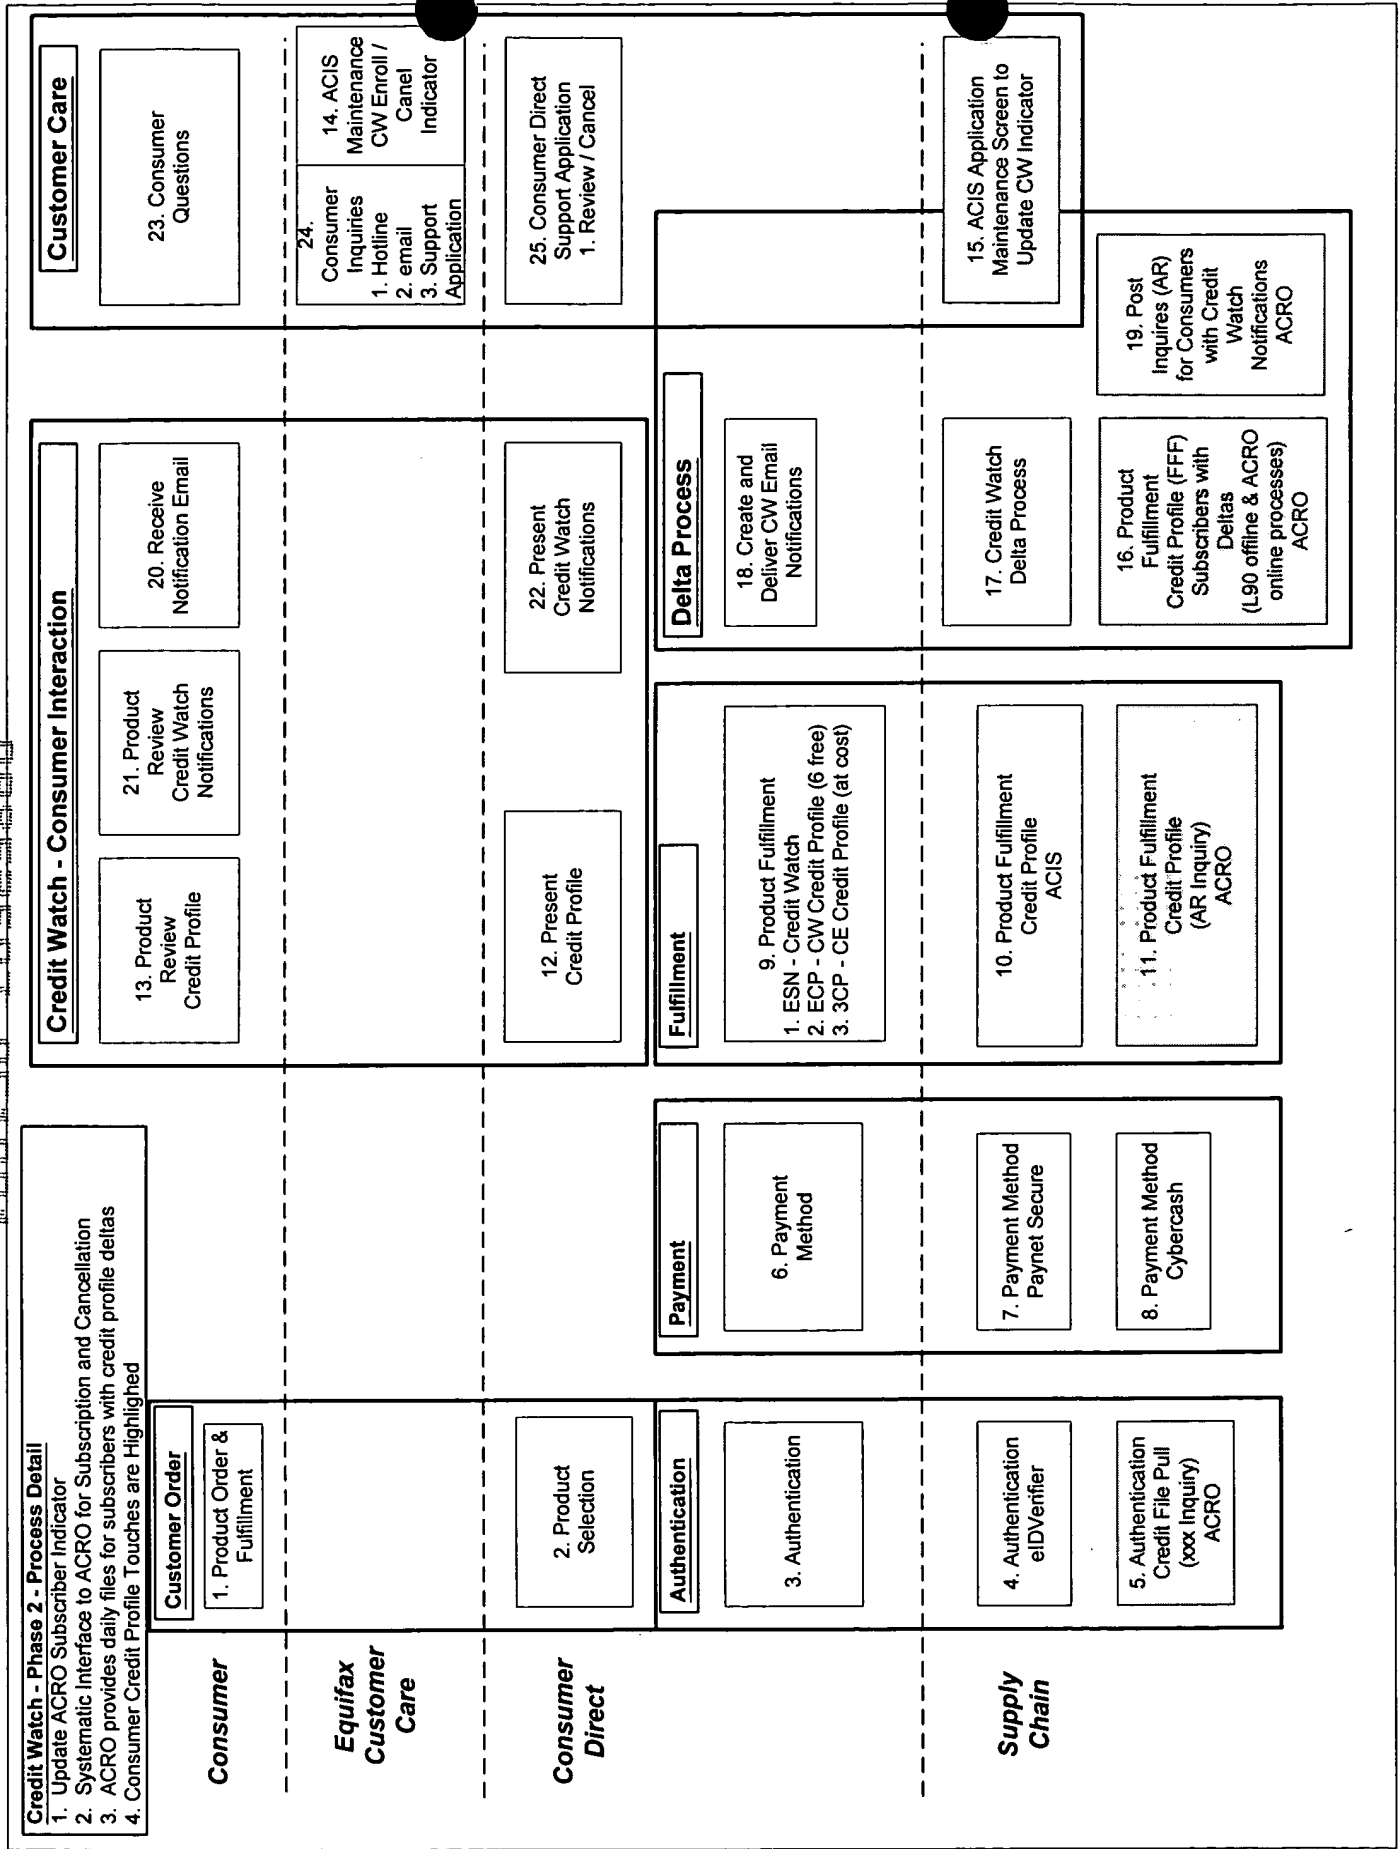 Credit Watch - Phase 2 - Process Detail
1. Update ACRO Subscriber Indicator
2. Systematic Interface to ACRO for Subscription and Cancellation
3. ACRO provides daily files for subscribers with credit profile deltas
4. Consumer Credit Profile Touches are Highlighed
Consumer
Equifax
Customer
Care
Consumer
Direct
Supply
Chain
Customer Order
1. Product Order &
Fulfillment
2. Product
Selection
Authentication
3. Authentication
4. Authentication
eIDVerifier
5. Authentication
Credit File Pull
(xxx Inquiry)
ACRO
Payment
6. Payment
Method
7. Payment Method
Paynet Secure
8. Payment Method
Cybercash
Credit Watch - Consumer Interaction
13. Product
Review
Credit Profile
21. Product
Review
Credit Watch
Notifications
20. Receive
Notification Email
12. Present
Credit Profile
22. Present
Credit Watch
Notifications
Fulfillment
9. Product Fulfillment
1. ESN - Credit Watch
2. ECP - CW Credit Profile (6 free)
3. 3CP - CE Credit Profile (at cost)
10. Product Fulfillment
Credit Profile
ACIS
11. Product Fulfillment
Credit Profile
(AR Inquiry)
ACRO
Delta Process
18. Create and
Deliver CW Email
Notifications
17. Credit Watch
Delta Process
16. Product
Fulfillment
Credit Profile (FFF)
Subscribers with
Deltas
(L90 offilne & ACRO
online processes)
ACRO
19. Post
Inquires (AR)
for Consumers
with Credit
Watch
Notifications
ACRO
Customer Care
23. Consumer
Questions
24.
Consumer
Inquiries
1. Hotline
2. email
3. Support
Application
14. ACIS
Maintenance
CW Enroll /
Canel
Indicator
25. Consumer Direct
Support Application
1. Review / Cancel
15. ACIS Application
Maintenance Screen to
Update CW Indicator